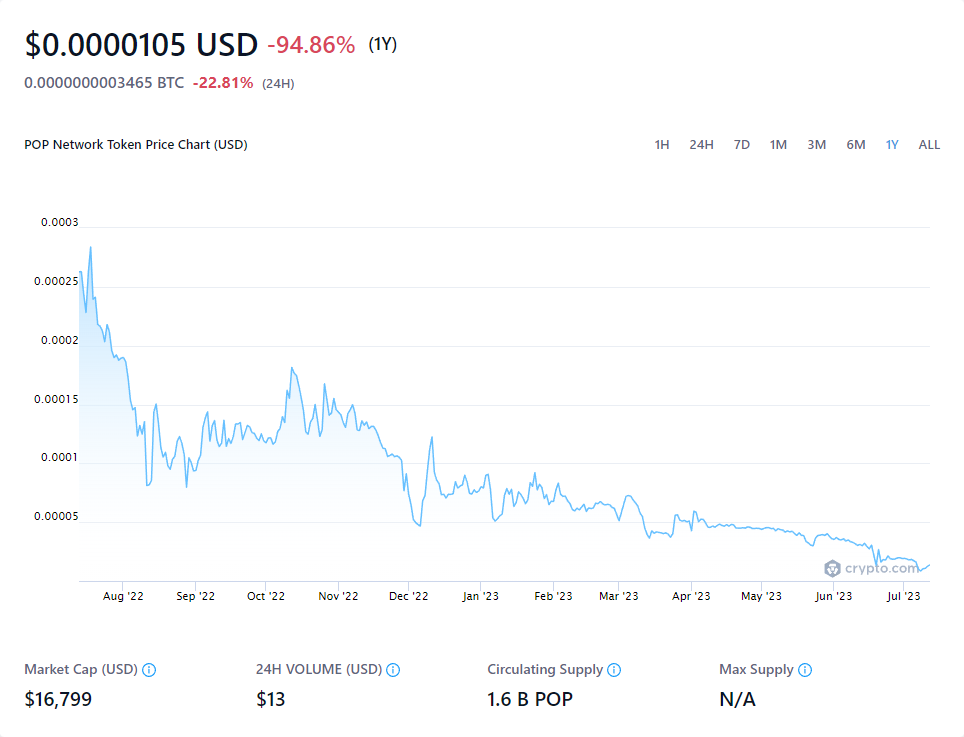 $0.0000105 USD -94.86% (1Y)
0.0000000003465 BTC -22.81% (24H)
POP Network Token Price Chart (USD) 1H 24H 7D 1M 3M 6M 1Y ALL
0.0003
0.00025
0.0002
0.00015
0.0001
0.00005
crypto.com
Aug '22 Sep '22 Oct '22 Nov '22 Dec '22 Jan '23 Feb '23 Mar '23 Apr '23 May '23 Jun '23 Jul '23
Market Cap (USD) 24H VOLUME (USD) Circulating Supply Max Supply
$16,799 $13 1.6 B POP N/A